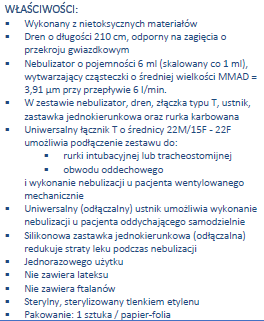 WŁAŚCIWOŚCI:
▪ Wykonany z nietoksycznych materiałów
▪ Dren o długości 210 cm, odporny na zagięcia o
przekroju gwiazdkowym
▪ Nebulizator o pojemności 6 ml (skalowany co 1 ml),
wytwarzający cząsteczki o średniej wielkości MMAD =
3,91 µm przy przepływie 6 l/min.
▪ W zestawie nebulizator, dren, złączka typu T, ustnik,
zastawka jednokierunkowa oraz rurka karbowana
▪ Uniwersalny łącznik T o średnicy 22M/15F - 22F
umożliwia podłączenie zestawu do:
▪ rurki intubacyjnej lub tracheostomijnej
▪ obwodu oddechowego
i wykonanie nebulizacji u pacjenta wentylowanego
mechanicznie
▪ Uniwersalny (odłączalny) ustnik umożliwia wykonanie
nebulizacji u pacjenta oddychającego samodzielnie
▪ Silikonowa zastawka jednokierunkowa (odłączalna)
redukuje straty leku podczas nebulizacji
▪ Jednorazowego użytku
▪ Nie zawiera lateksu
▪ Nie zawiera ftalanów
▪ Sterylny, sterylizowany tlenkiem etylenu
▪ Pakowanie: 1 sztuka / papier-folia